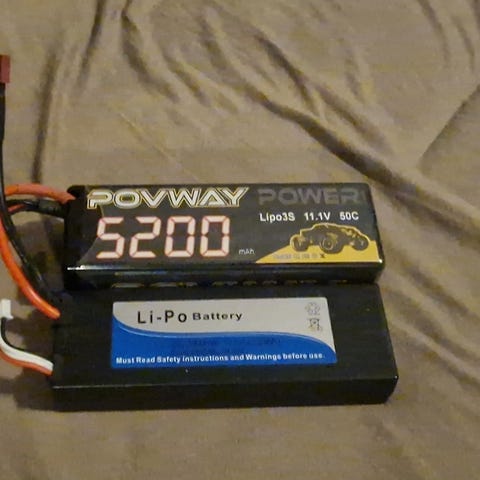 POVWAY POWER
Lipo3S 11.1V 50C
5200 mAh
Li-Po Battery
Must Read Safety instructions and Warnings before use.